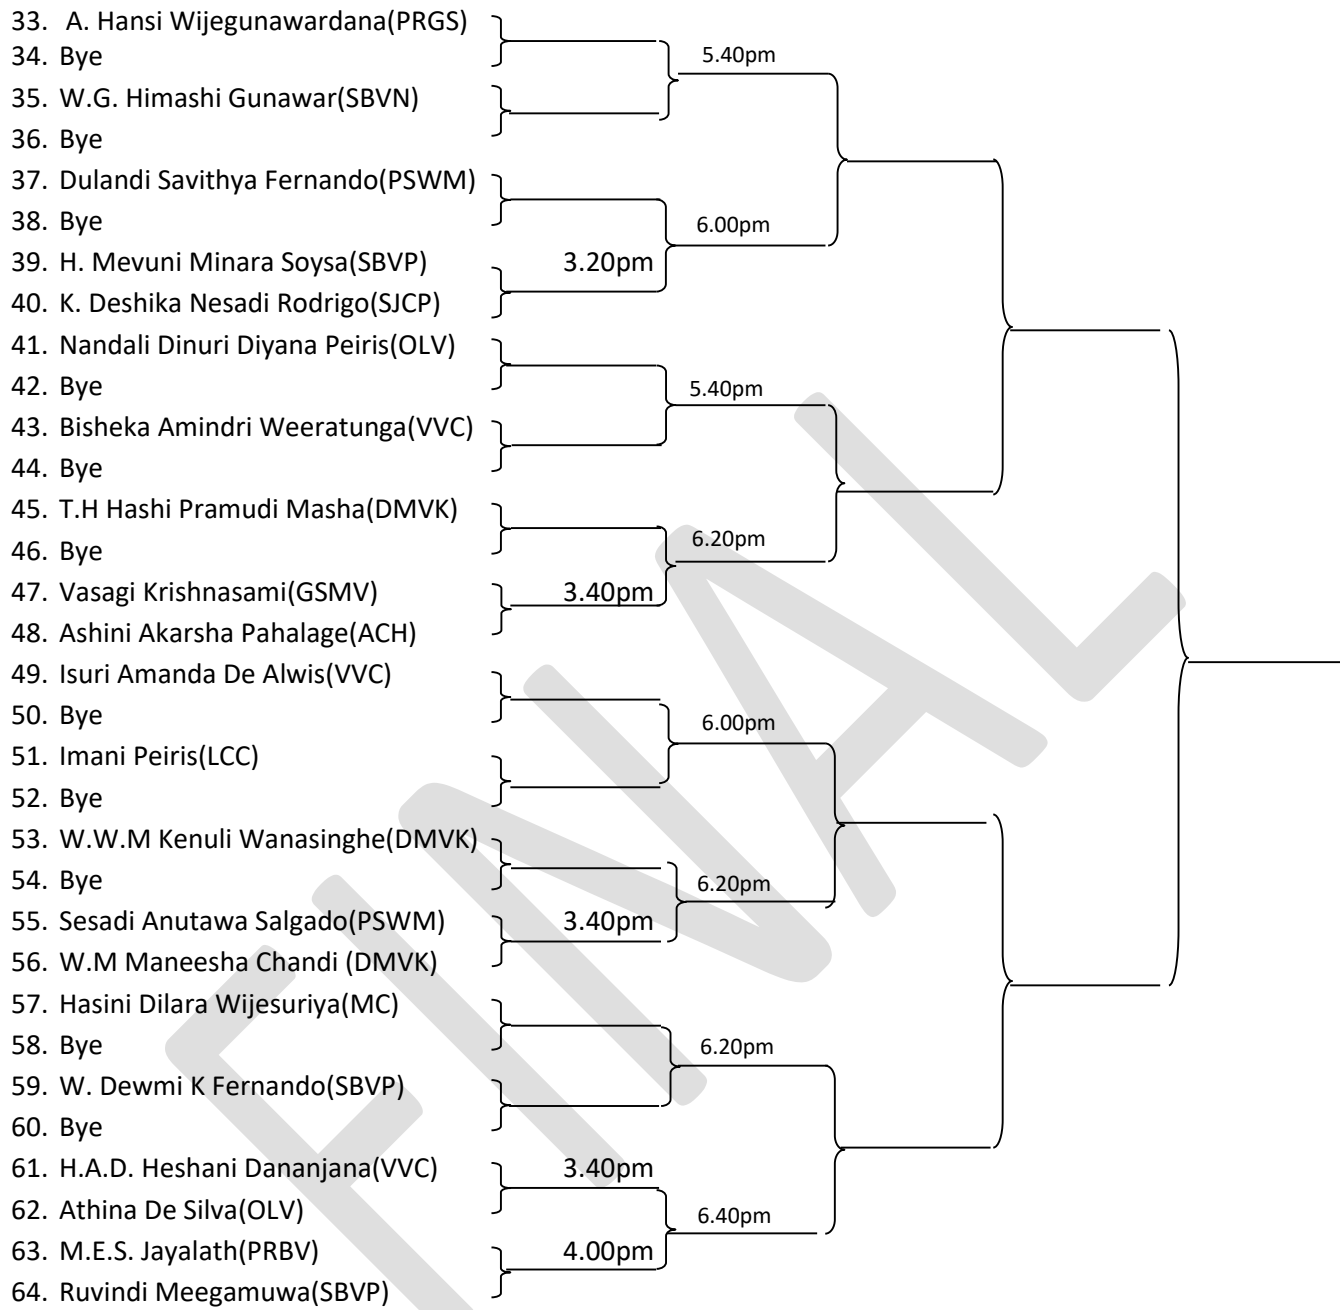 33. A. Hansi Wijegunawardana(PRGS)
34. Bye
5.40pm
35. W.G. Himashi Gunawar(SBVN)
36. Bye
37. Dulandi Savithya Fernando(PSWM)
38. Bye
6.00pm
39. H. Mevuni Minara Soysa(SBVP) 3.20pm
40. K. Deshika Nesadi Rodrigo(SJCP)
41. Nandali Dinuri Diyana Peiris(OLV)
42. Bye
5.40pm
43. Bisheka Amindri Weeratunga(VVC)
44. Bye
45. T.H Hashi Pramudi Masha(DMVK)
46. Bye
6.20pm
47. Vasagi Krishnasami(GSMV) 3.40pm
48. Ashini Akarsha Pahalage(ACH)
49. Isuri Amanda De Alwis(VVC)
50. Bye
6.00pm
51. Imani Peiris(LCC)
52. Bye
53. W.W.M Kenuli Wanasinghe(DMVK)
54. Bye
6.20pm
55. Sesadi Anutawa Salgado(PSWM) 3.40pm
56. W.M Maneesha Chandi (DMVK)
57. Hasini Dilara Wijesuriya(MC)
58. Bye
6.20pm
59. W. Dewmi K Fernando(SBVP)
60. Bye
61. H.A.D. Heshani Dananjana(VVC) 3.40pm
62. Athina De Silva(OLV)
6.40pm
63. M.E.S. Jayalath(PRBV) 4.00pm
64. Ruvindi Meegamuwa(SBVP)
FINAL